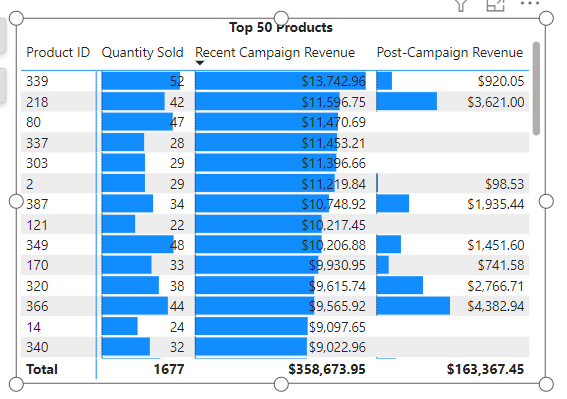 Top 50 Products
Product ID Quantity Sold Recent Campaign Revenue Post-Campaign Revenue
339 52 $13,742.96 $920.05
218 42 $11,596.75 $3,621.00
80 47 $11,470.69
337 28 $11,453.21
303 29 $11,396.66
2 29 $11,219.84 $98.53
387 34 $10,748.92 $1,935.44
121 22 $10,217.45
349 48 $10,206.88 $1,451.60
170 33 $9,930.95 $741.58
320 38 $9,615.74 $2,766.71
366 44 $9,565.92 $4,382.94
14 24 $9,097.65
340 32 $9,022.96
Total 1677 $358,673.95 $163,367.45